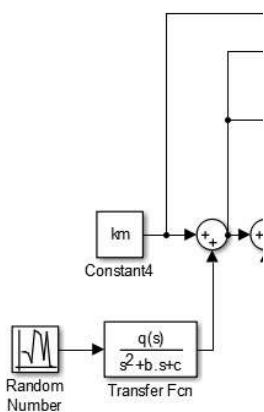 +
+
+
km
Constant4
q(s)
s²+b.s+c
Random
Number
Transfer Fcn